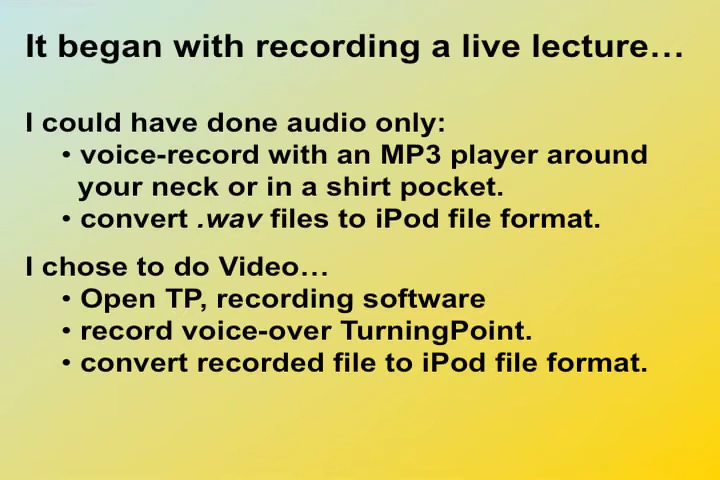 It began with recording a live lecture…
I could have done audio only:
• voice-record with an MP3 player around
your neck or in a shirt pocket.
• convert .wav files to iPod file format.
I chose to do Video…
• Open TP, recording software
• record voice-over TurningPoint.
• convert recorded file to iPod file format.